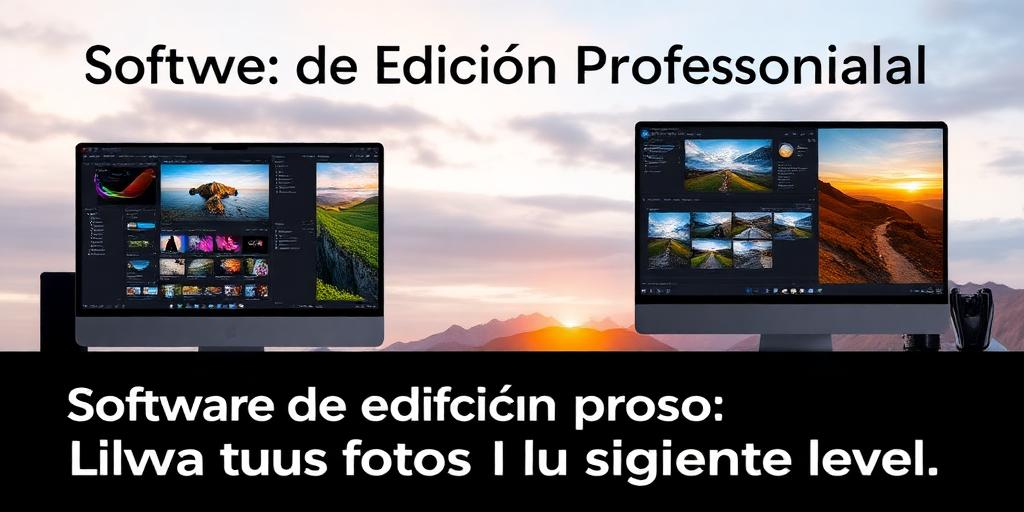 Softwe: de Edición Professonialal
Software de edifcićın proso:
Lilwa tuus fotos I lu sigiente level.